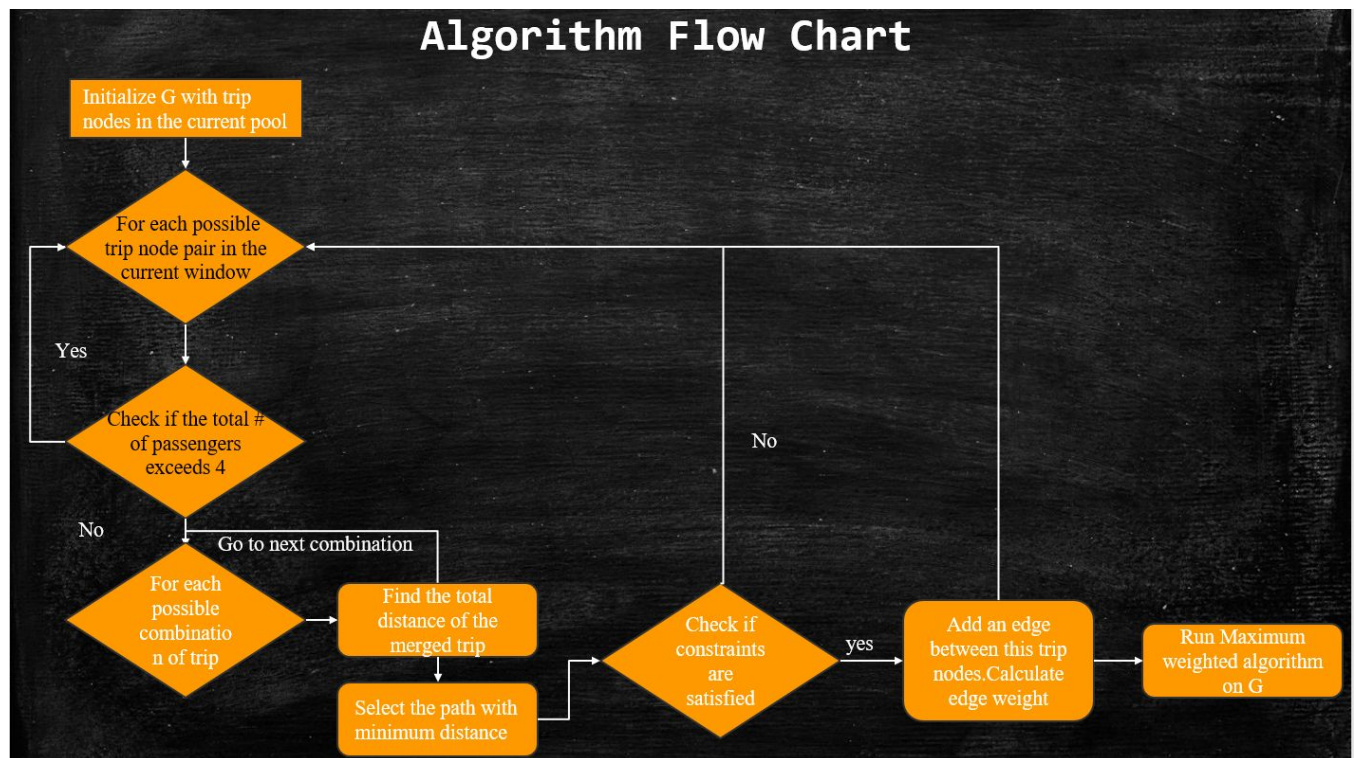 Algorithm Flow Chart
Initialize G with trip
nodes in the current pool
For each possible
trip node pair in the
current window
Yes
Check if the total #
of passengers
exceeds 4
No
No
Go to next combination
For each
possible
combinatio
n of trip
Find the total
distance of the
merged trip
Select the path with
minimum distance
Check if
constraints
are
satisfied
yes
Add an edge
between this trip
nodes.Calculate
edge weight
Run Maximum
weighted algorithm
on G